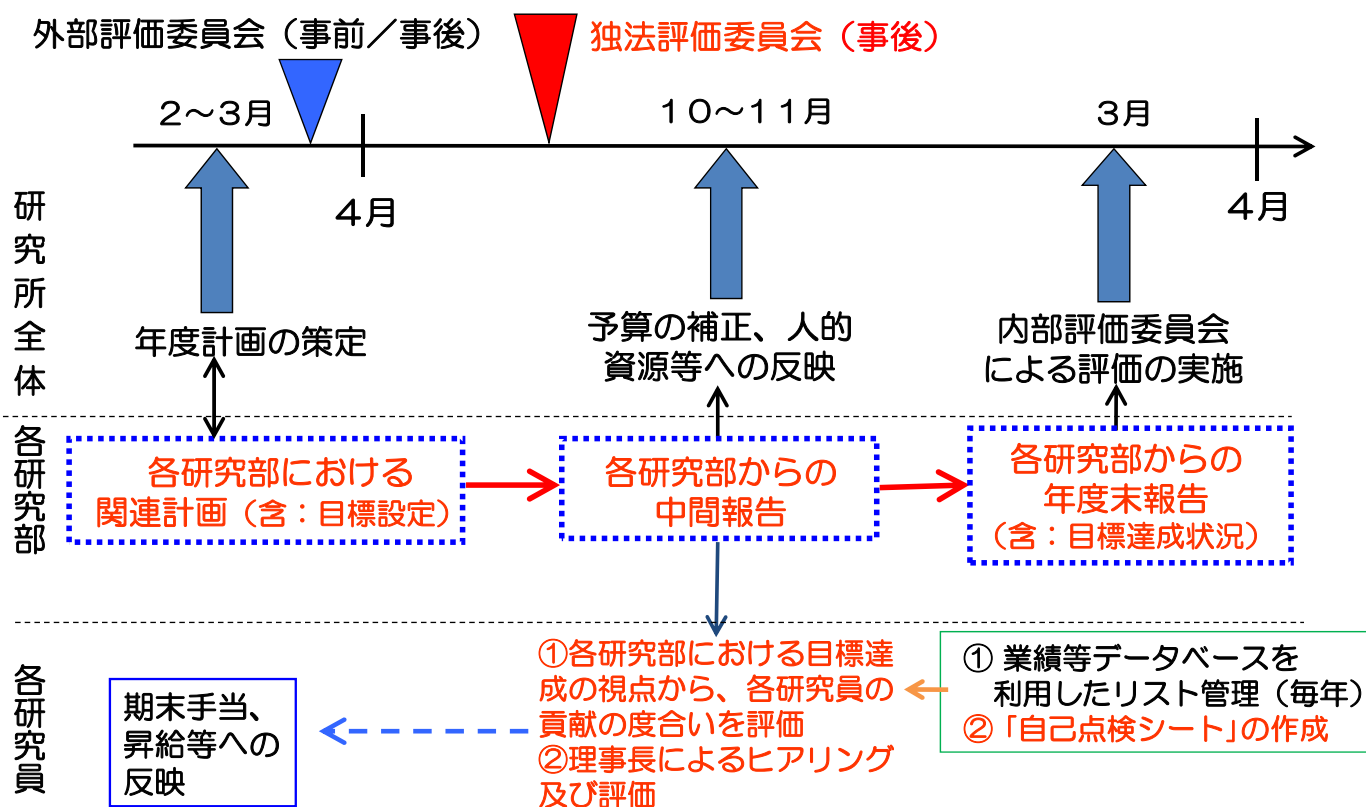 外部評価委員会（事前／事後）
独法評価委員会（事後）
２～３月
１０～１１月
３月
４月
４月
研究所全体
年度計画の策定
予算の補正、人的
資源等への反映
内部評価委員会
による評価の実施
各研究部
各研究部における
関連計画（含：目標設定）
各研究部からの
中間報告
各研究部からの
年度末報告
（含：目標達成状況）
各研究員
期末手当、
昇給等への
反映
①各研究部における目標達
成の視点から、各研究員の
貢献の度合いを評価
②理事長によるヒアリング
及び評価
① 業績等データベースを
利用したリスト管理（毎年）
②「自己点検シート」の作成